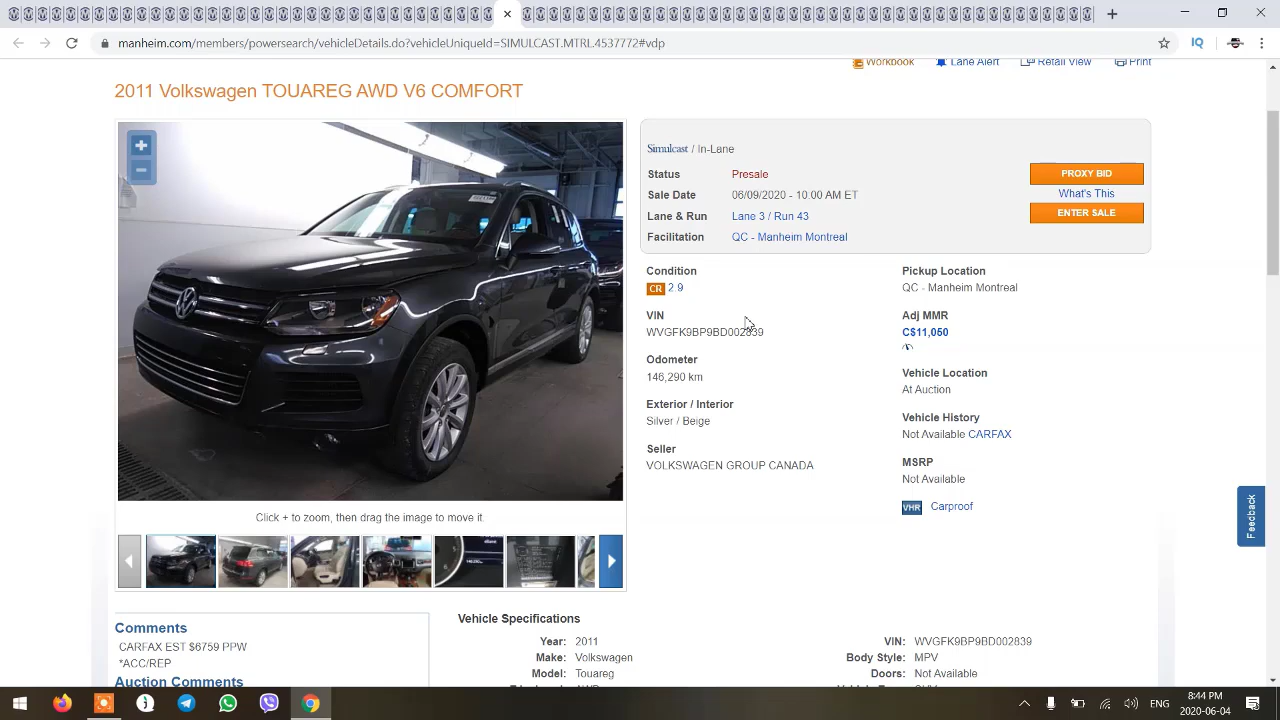 manheim.com/members/powersearch/vehicleDetails.do?vehicleUniqueId=SIMULCAST.MTRL.4537772#vdp
Workbook Lane Alert Retail View Print
2011 Volkswagen TOUAREG AWD V6 COMFORT
Simulcast / In-Lane
Status Presale
PROXY BID
Sale Date 06/09/2020 - 10:00 AM ET
What's This
Lane & Run Lane 3 / Run 43
ENTER SALE
Facilitation QC - Manheim Montreal
Condition
CR 2.9
Pickup Location
QC - Manheim Montreal
VIN
WVGFK9BP9BD002839
Adj MMR
C$11,050
Odometer
146,290 km
Vehicle Location
At Auction
Exterior / Interior
Silver / Beige
Vehicle History
Not Available CARFAX
Seller
VOLKSWAGEN GROUP CANADA
MSRP
Not Available
VHR Carproof
Feedback
Click + to zoom, then drag the image to move it.
Comments
CARFAX EST $6759 PPW
*ACC/REP
Auction Comments
Vehicle Specifications
Year: 2011
Make: Volkswagen
Model: Touareg
VIN: WVGFK9BP9BD002839
Body Style: MPV
Doors: Not Available
IQ
ENG
8:44 PM
2020-06-04